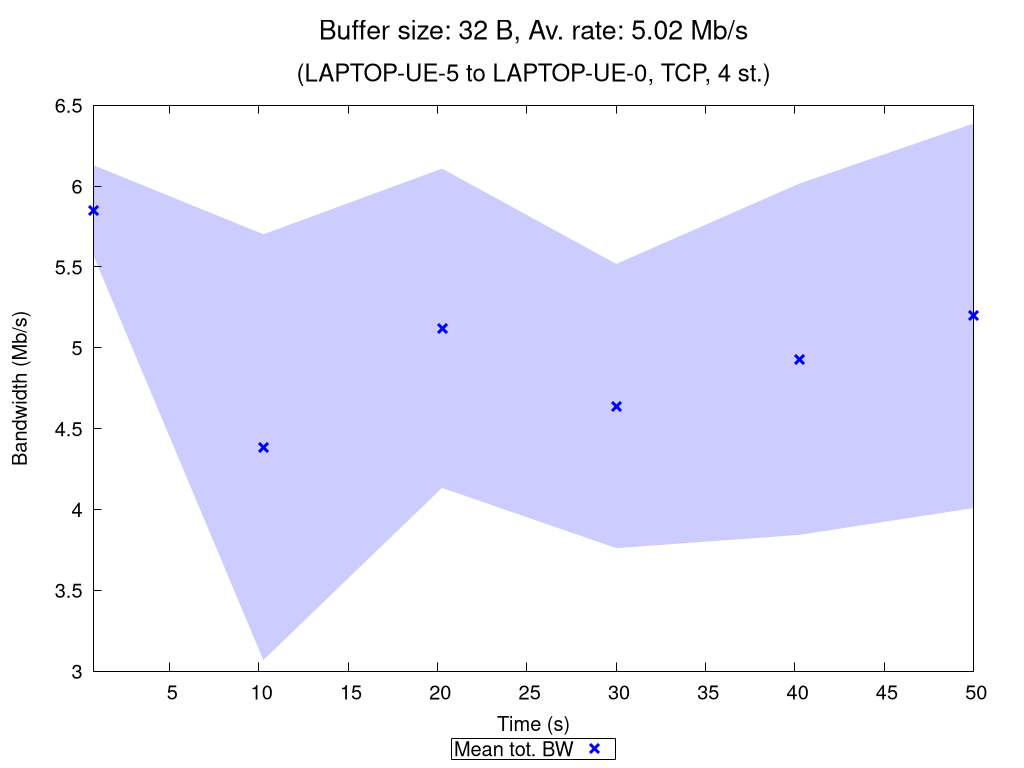 Buffer size: 32 B, Av. rate: 5.02 Mb/s
(LAPTOP-UE-5 to LAPTOP-UE-0, TCP, 4 st.)
6.5
6
5.5
5
4.5
4
3.5
3
Bandwidth (Mb/s)
5 10 15 20 25 30 35 40 45 50
Time (s)
Mean tot. BW